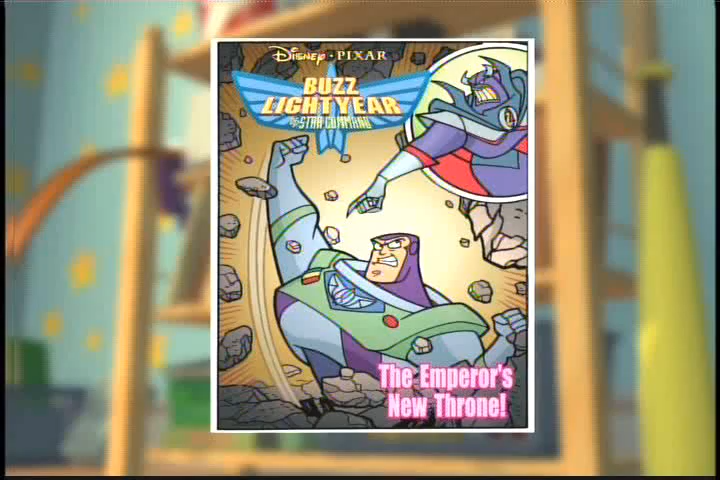 DISNEY · PIXAR
BUZZ
LIGHTYEAR
of STAR COMMAND
The Emperor's
New Throne!